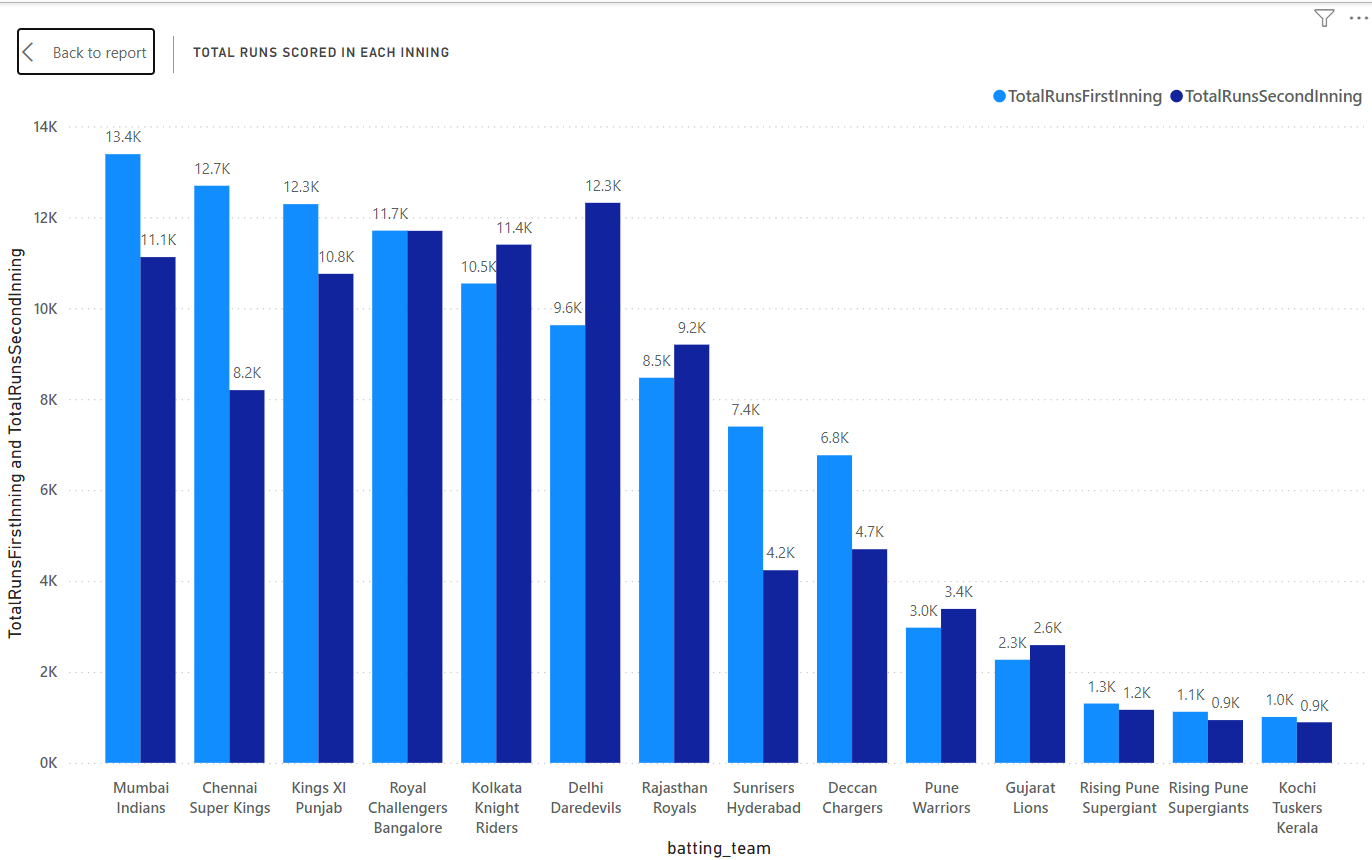 Back to report
TOTAL RUNS SCORED IN EACH INNING
TotalRunsFirstInning TotalRunsSecondInning
TotalRunsFirstInning and TotalRunsSecondInning
14K
12K
10K
8K
6K
4K
2K
0K
13.4K
11.1K
12.7K
8.2K
12.3K
10.8K
11.7K
10.5K
11.4K
9.6K
12.3K
8.5K
9.2K
7.4K
4.2K
6.8K
4.7K
3.0K
3.4K
2.3K
2.6K
1.3K
1.2K
1.1K
0.9K
1.0K
0.9K
Mumbai
Indians
Chennai
Super Kings
Kings XI
Punjab
Royal
Challengers
Bangalore
Kolkata
Knight
Riders
Delhi
Daredevils
Rajasthan
Royals
Sunrisers
Hyderabad
Deccan
Chargers
Pune
Warriors
Gujarat
Lions
Rising Pune
Supergiant
Rising Pune
Supergiants
Kochi
Tuskers
Kerala
batting_team